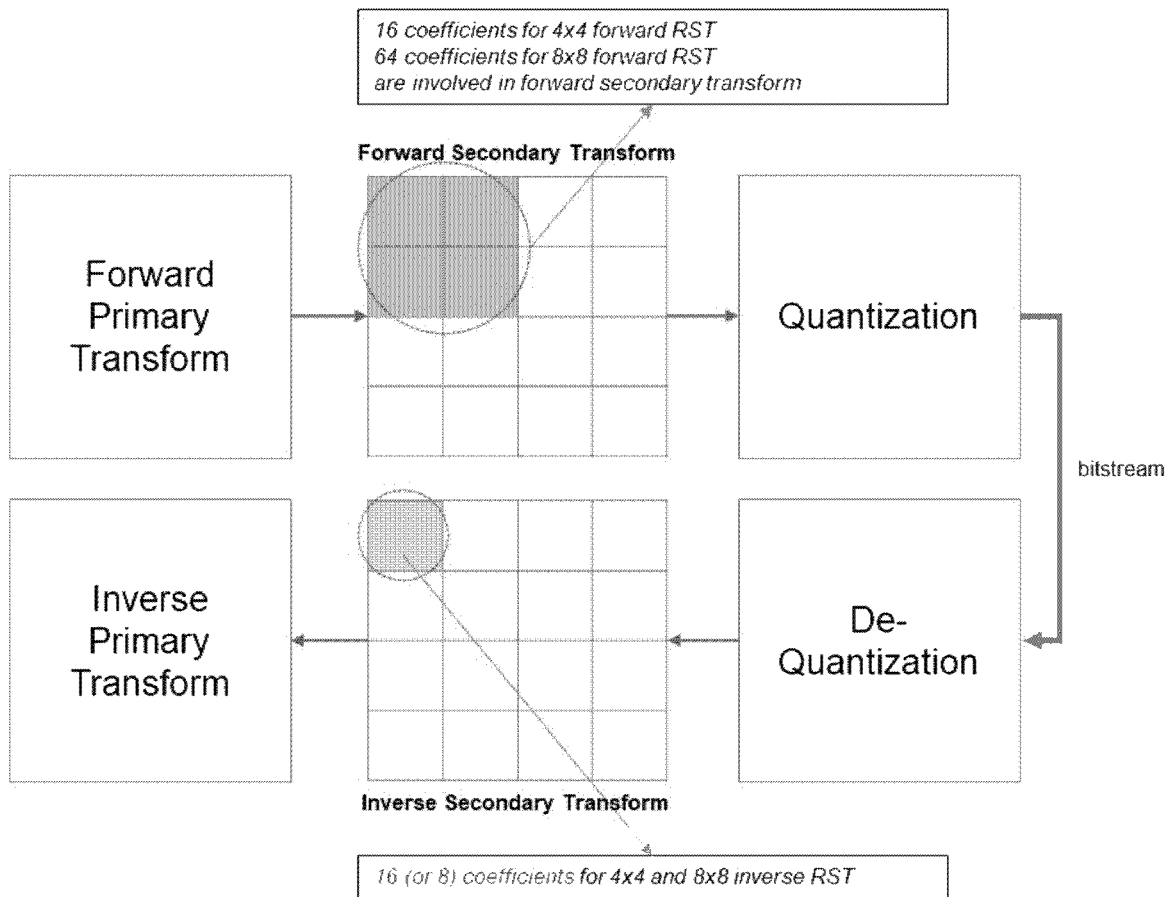 16 coefficients for 4x4 forward RST
64 coefficients for 8x8 forward RST
are involved in forward secondary transform
Forward Secondary Transform
Forward
Primary
Transform
Quantization
bitstream
Inverse
Primary
Transform
De-
Quantization
Inverse Secondary Transform
16 (or 8) coefficients for 4x4 and 8x8 inverse RST